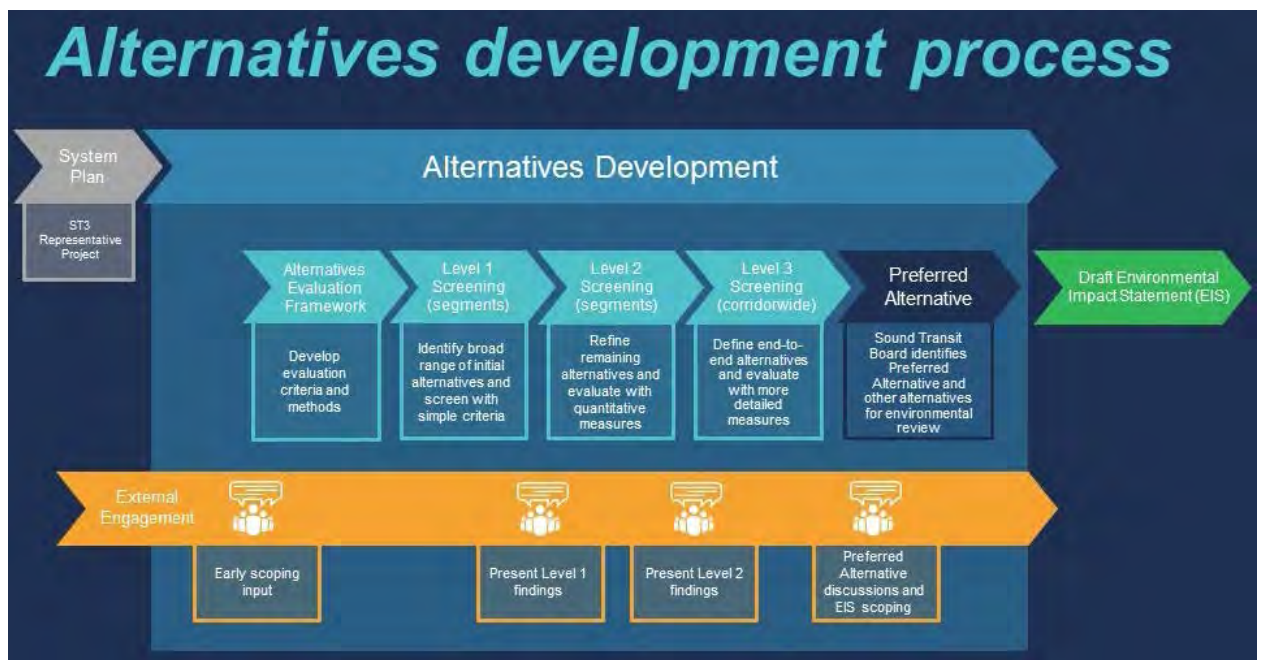 Alternatives development process
System
Plan
Alternatives Development
ST3
Representative
Project
Alternatives
Evaluation
Framework
Level 1
Screening
(segments)
Level 2
Screening
(segments)
Level 3
Screening
(corridorwide)
Preferred
Alternative
Draft Environmental
Impact Statement (EIS)
Develop
evaluation
criteria and
methods
Identify broad
range of initial
alternatives and
screen with
simple criteria
Refine
remaining
alternatives and
evaluate with
quantitative
measures
Define end-to-
end alternatives
and evaluate
with more
detailed
measures
Sound Transit
Board identifies
Preferred
Alternative and
other alternatives
for environmental
review
External
Engagement
Early scoping
input
Present Level 1
findings
Present Level 2
findings
Preferred
Alternative
discussions and
EIS scoping